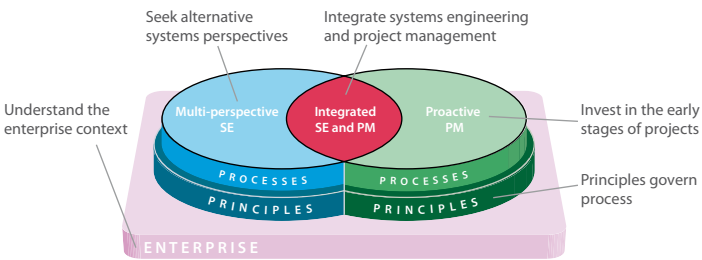 Seek alternative
systems perspectives
Integrate systems engineering
and project management
Understand the
enterprise context
Multi-perspective
SE
Integrated
SE and PM
Proactive
PM
Invest in the early
stages of projects
PROCESSES
PROCESSES
PRINCIPLES
PRINCIPLES
Principles govern
process
ENTERPRISE